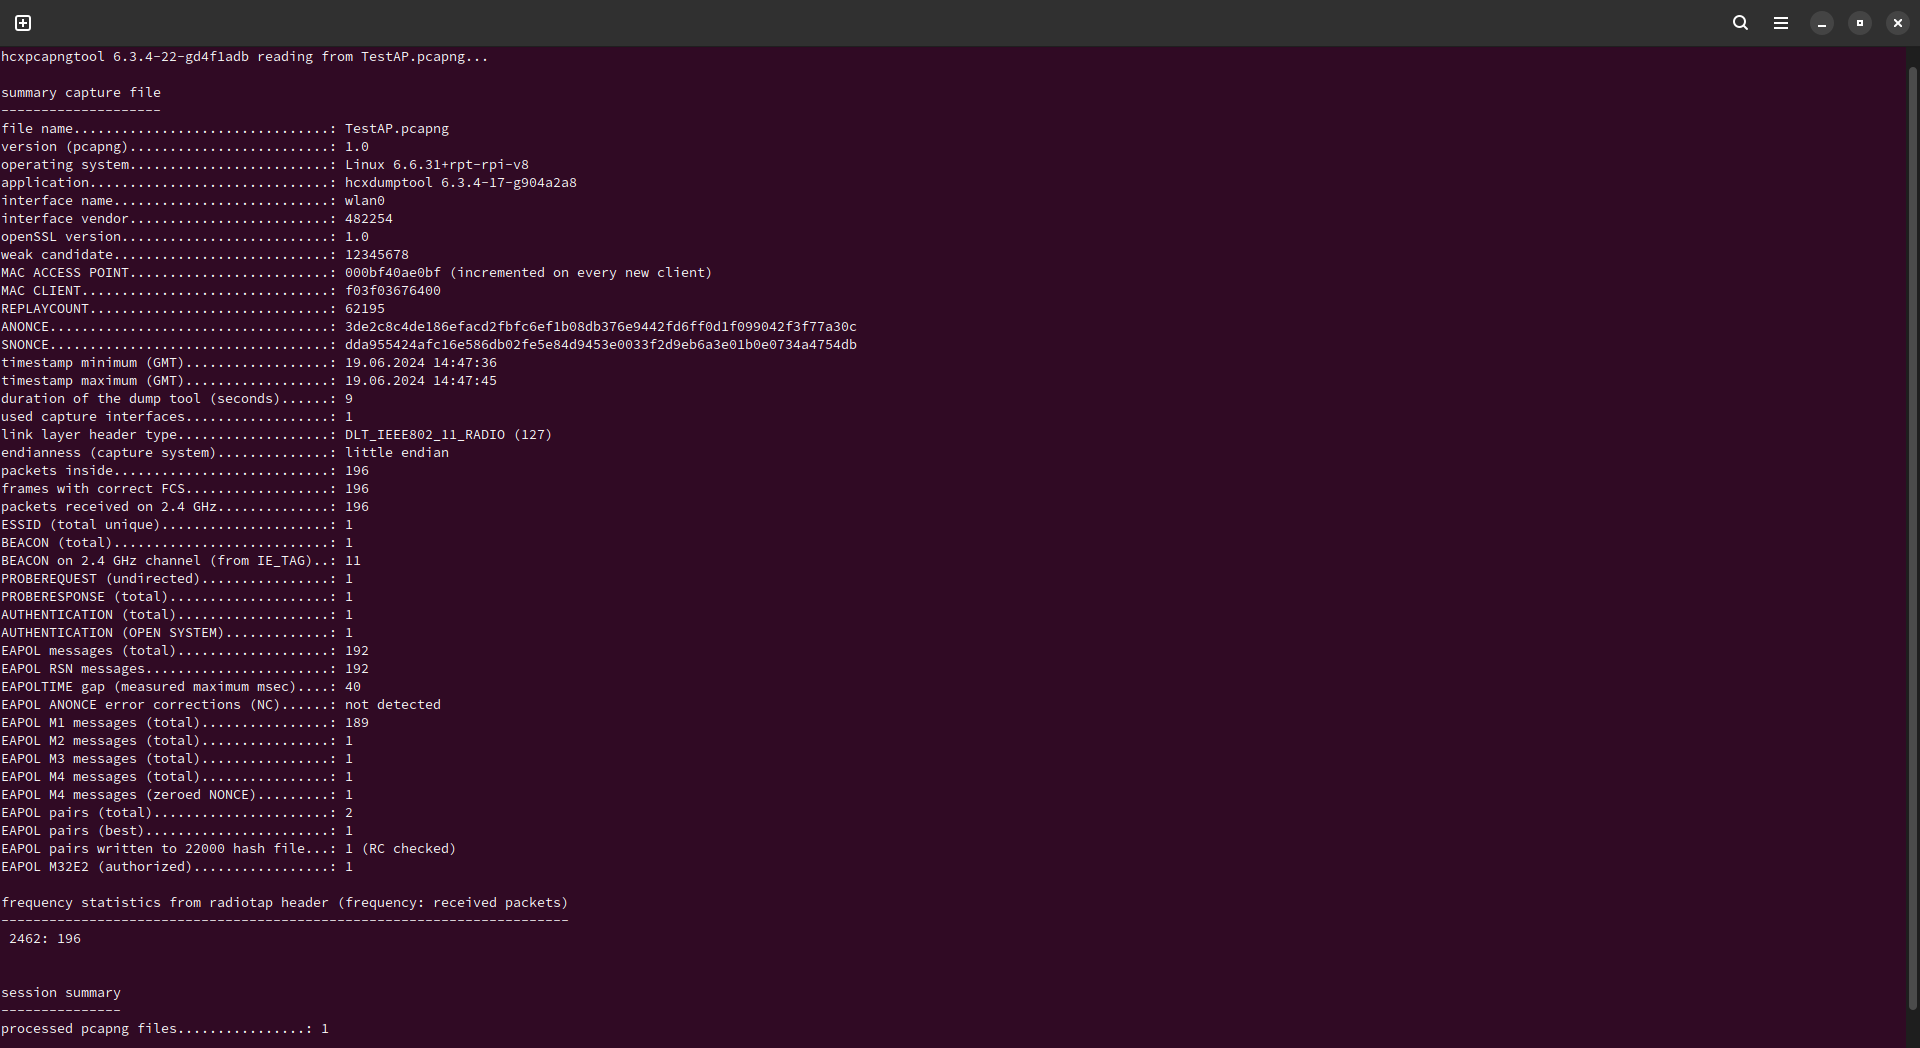 hcxpcapngtool 6.3.4-22-gd4f1adb reading from TestAP.pcapng...
summary capture file
--------------------
file name................................: TestAP.pcapng
version (pcapng).........................: 1.0
operating system.........................: Linux 6.6.31+rpt-rpi-v8
application..............................: hcxdumptool 6.3.4-17-g904a2a8
interface name...........................: wlan0
interface vendor.........................: 482254
openSSL version..........................: 1.0
weak candidate...........................: 12345678
MAC ACCESS POINT.........................: 000bf40ae0bf (incremented on every new client)
MAC CLIENT...............................: f03f03676400
REPLAYCOUNT..............................: 62195
ANONCE...................................: 3de2c8c4de186efacd2fbfc6ef1b08db376e9442fd6ff0d1f099042f3f77a30c
SNONCE...................................: dda955424afc16e586db02fe5e84d9453e0033f2d9eb6a3e01b0e0734a4754db
timestamp minimum (GMT)..................: 19.06.2024 14:47:36
timestamp maximum (GMT)..................: 19.06.2024 14:47:45
duration of the dump tool (seconds)......: 9
used capture interfaces..................: 1
link layer header type...................: DLT_IEEE802_11_RADIO (127)
endianness (capture system)..............: little endian
packets inside...........................: 196
frames with correct FCS..................: 196
packets received on 2.4 GHz..............: 196
ESSID (total unique).....................: 1
BEACON (total)...........................: 1
BEACON on 2.4 GHz channel (from IE_TAG)..: 11
PROBEREQUEST (undirected)................: 1
PROBERESPONSE (total)....................: 1
AUTHENTICATION (total)...................: 1
AUTHENTICATION (OPEN SYSTEM).............: 1
EAPOL messages (total)...................: 192
EAPOL RSN messages.......................: 192
EAPOLTIME gap (measured maximum msec)....: 40
EAPOL ANONCE error corrections (NC)......: not detected
EAPOL M1 messages (total)................: 189
EAPOL M2 messages (total)................: 1
EAPOL M3 messages (total)................: 1
EAPOL M4 messages (total)................: 1
EAPOL M4 messages (zeroed NONCE).........: 1
EAPOL pairs (total)......................: 2
EAPOL pairs (best).......................: 1
EAPOL pairs written to 22000 hash file...: 1 (RC checked)
EAPOL M32E2 (authorized).................: 1
frequency statistics from radiotap header (frequency: received packets)
-----------------------------------------------------------------------
2462: 196
session summary
---------------
processed pcapng files................: 1